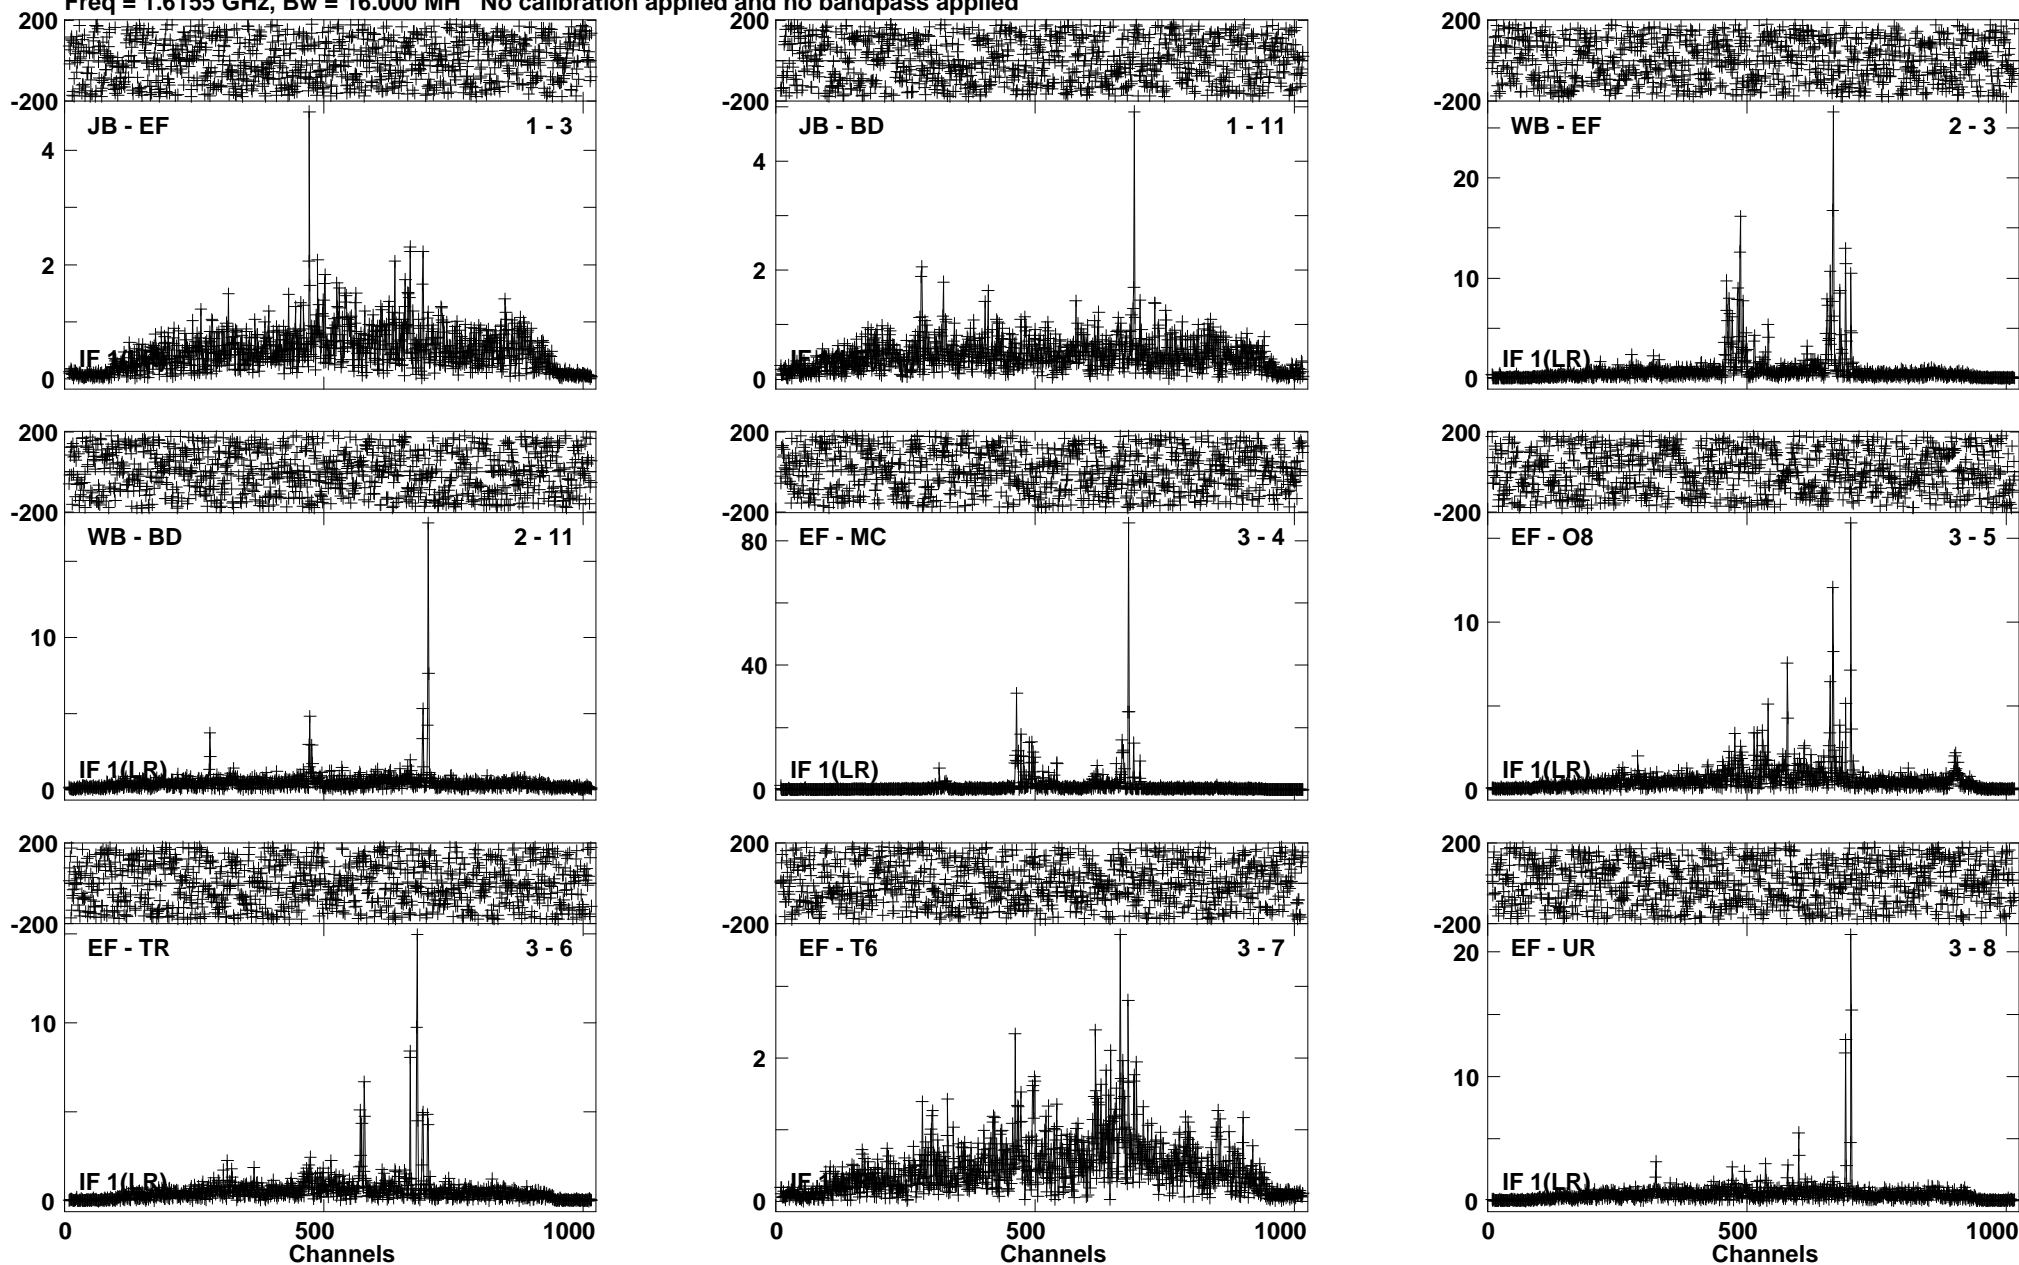 Freq = 1.6155 GHz, Bw = 16.000 MH No calibration applied and no bandpass applied
200
-200
JB - EF 1 - 3
4
2
0
IF 1(
200
-200
JB - BD 1 - 11
4
2
0
IF
200
-200
WB - EF 2 - 3
20
10
0
IF 1(LR)
200
-200
WB - BD 2 - 11
10
0
IF 1(LR)
200
-200
EF - MC 3 - 4
80
40
0
IF 1(LR)
200
-200
EF - O8 3 - 5
10
0
IF 1(LR)
200
-200
EF - TR 3 - 6
10
0
IF 1(LR)
0 500 1000
Channels
200
-200
EF - T6 3 - 7
2
0
IF
0 500 1000
Channels
200
-200
EF - UR 3 - 8
20
10
0
IF 1(LR)
0 500 1000
Channels